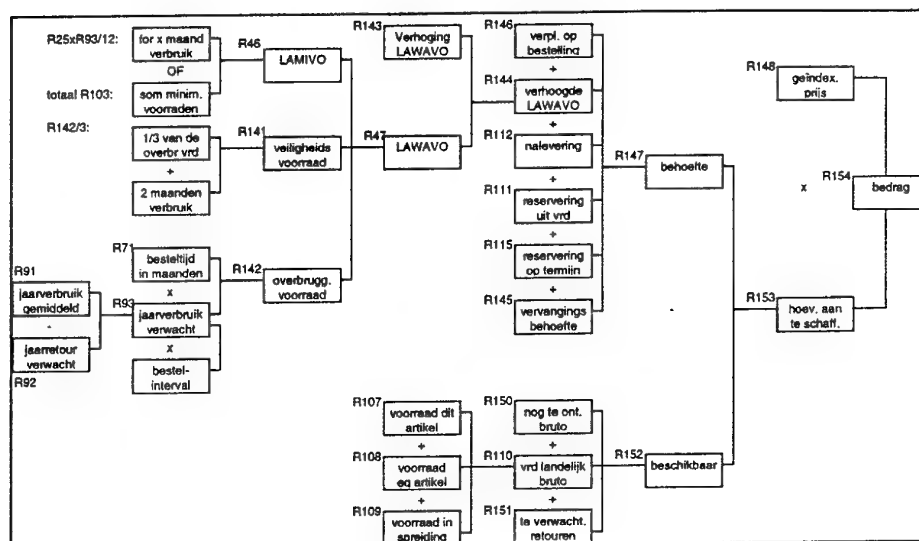 R25xR93/12:
for x maand
verbruik
OF
totaal R103:
som minim.
voorraden
R46
LAMIVO
R142/3:
1/3 van de
overbr vrd
+
2 maanden
verbruik
R141
veiligheids
voorraad
R71
besteltijd
in maanden
x
R91
jaarverbruik
gemiddeld
-
jaarretour
verwacht
R92
R93
jaarverbruik
verwacht
x
bestel-
interval
R142
overbrugg.
voorraad
R143
Verhoging
LAWAVO
R47
LAWAVO
R146
verpl. op
bestelling
+
R144
verhoogde
LAWAVO
+
R112
nalevering
+
R111
reservering
uit vrd
+
R115
reservering
op termijn
+
R145
vervangings
behoefte
R147
behoefte
-
R107
voorraad dit
artikel
+
R108
voorraad
eq artikel
+
R109
voorraad in
spreiding
R150
nog te ont.
bruto
+
R110
vrd landelijk
bruto
+
R151
te verwacht.
retouren
R152
beschikbaar
R148
geïndex.
prijs
x
R154
bedrag
R153
hoev. aan
te schaff.